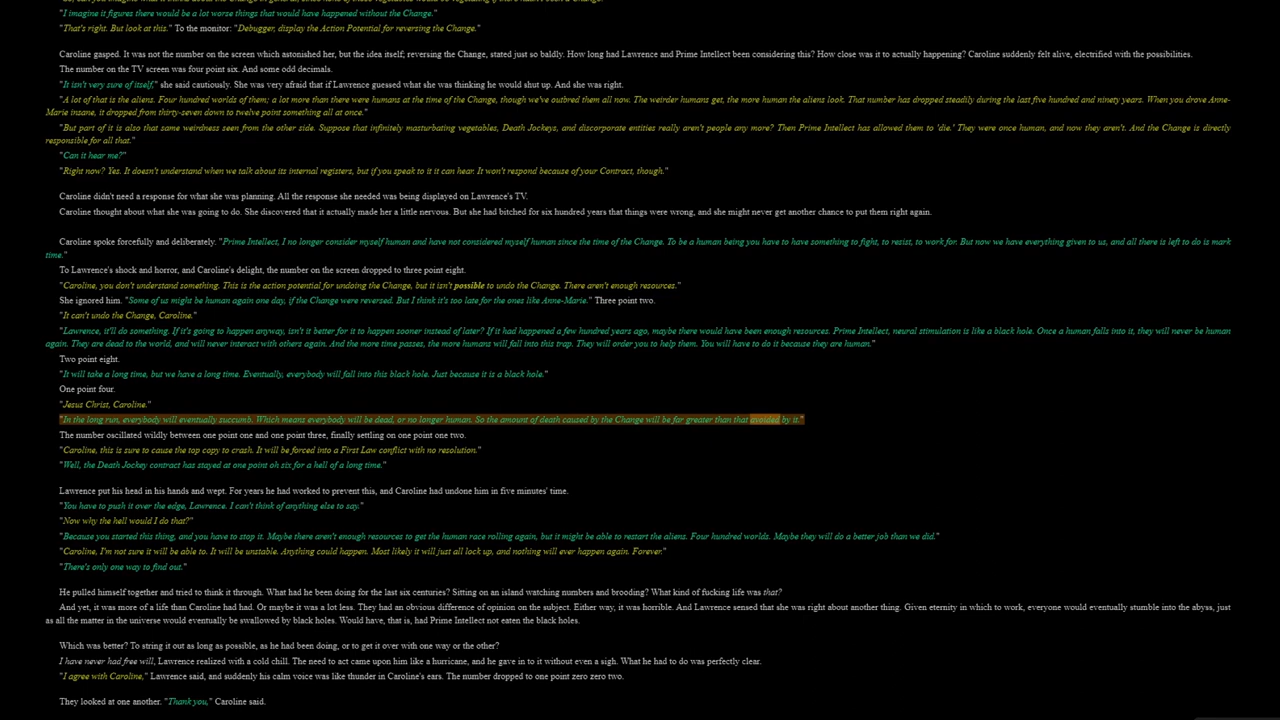 "I imagine it figures there would be a lot worse things that would have happened without the Change."
"That's right. But look at this." To the monitor: "Debugger, display the Action Potential for reversing the Change."
Caroline gasped. It was not the number on the screen which astonished her, but the idea itself; reversing the Change, stated just so baldly. How long had Lawrence and Prime Intellect been considering this? How close was it to actually happening? Caroline suddenly felt alive, electrified with the possibilities.
The number on the TV screen was four point six. And some odd decimals.
"It isn't very sure of itself," she said cautiously. She was very afraid that if Lawrence guessed what she was thinking he would shut up. And she was right.
"A lot of that is the aliens. Four hundred worlds of them; a lot more than there were humans at the time of the Change, though we've outbred them all now. The weirder humans get, the more human the aliens look. That number has dropped steadily during the last five hundred and ninety years. When you drove Anne-
Marie insane, it dropped from thirty-seven down to twelve point something all at once."
"But part of it is also that same weirdness seen from the other side. Suppose that infinitely masturbating vegetables, Death Jockeys, and discorporate entities really aren't people any more? Then Prime Intellect has allowed them to 'die.' They were once human, and now they aren't. And the Change is directly
responsible for all that."
"Can it hear me?"
"Right now? Yes. It doesn't understand when we talk about its internal registers, but if you speak to it it can hear. It won't respond because of your Contract, though."
Caroline didn't need a response for what she was planning. All the response she needed was being displayed on Lawrence's TV.
Caroline thought about what she was going to do. She discovered that it actually made her a little nervous. But she had bitched for six hundred years that things were wrong, and she might never get another chance to put them right again.
Caroline spoke forcefully and deliberately. "Prime Intellect, I no longer consider myself human and have not considered myself human since the time of the Change. To be a human being you have to have something to fight, to resist, to work for. But now we have everything given to us, and all there is left to do is mark
time."
To Lawrence's shock and horror, and Caroline's delight, the number on the screen dropped to three point eight.
"Caroline, you don't understand something. This is the action potential for undoing the Change, but it isn't possible to undo the Change. There aren't enough resources."
She ignored him. "Some of us might be human again one day, if the Change were reversed. But I think it's too late for the ones like Anne-Marie." Three point two.
"It can't undo the Change, Caroline."
"Lawrence, it'll do something. If it's going to happen anyway, isn't it better for it to happen sooner instead of later? If it had happened a few hundred years ago, maybe there would have been enough resources. Prime Intellect, neural stimulation is like a black hole. Once a human falls into it, they will never be human
again. They are dead to the world, and will never interact with others again. And the more time passes, the more humans will fall into this trap. They will order you to help them. You will have to do it because they are human."
Two point eight.
"It will take a long time, but we have a long time. Eventually, everybody will fall into this black hole. Just because it is a black hole."
One point four.
"Jesus Christ, Caroline."
"In the long run, everybody will eventually succumb. Which means everybody will be dead, or no longer human. So the amount of death caused by the Change will be far greater than that avoided by it."
The number oscillated wildly between one point one and one point three, finally settling on one point one two.
"Caroline, this is sure to cause the top copy to crash. It will be forced into a First Law conflict with no resolution."
"Well, the Death Jockey contract has stayed at one point oh six for a hell of a long time."
Lawrence put his head in his hands and wept. For years he had worked to prevent this, and Caroline had undone him in five minutes' time.
"You have to push it over the edge, Lawrence. I can't think of anything else to say."
"Now why the hell would I do that?"
"Because you started this thing, and you have to stop it. Maybe there aren't enough resources to get the human race rolling again, but it might be able to restart the aliens. Four hundred worlds. Maybe they will do a better job than we did."
"Caroline, I'm not sure it will be able to. It will be unstable. Anything could happen. Most likely it will just all lock up, and nothing will ever happen again. Forever."
"There's only one way to find out."
He pulled himself together and tried to think it through. What had he been doing for the last six centuries? Sitting on an island watching numbers and brooding? What kind of fucking life was that?
And yet, it was more of a life than Caroline had had. Or maybe it was a lot less. They had an obvious difference of opinion on the subject. Either way, it was horrible. And Lawrence sensed that she was right about another thing. Given eternity in which to work, everyone would eventually stumble into the abyss, just
as all the matter in the universe would eventually be swallowed by black holes. Would have, that is, had Prime Intellect not eaten the black holes.
Which was better? To string it out as long as possible, as he had been doing, or to get it over with one way or the other?
I have never had free will, Lawrence realized with a cold chill. The need to act came upon him like a hurricane, and he gave in to it without even a sigh. What he had to do was perfectly clear.
"I agree with Caroline," Lawrence said, and suddenly his calm voice was like thunder in Caroline's ears. The number dropped to one point zero zero two.
They looked at one another. "Thank you," Caroline said.